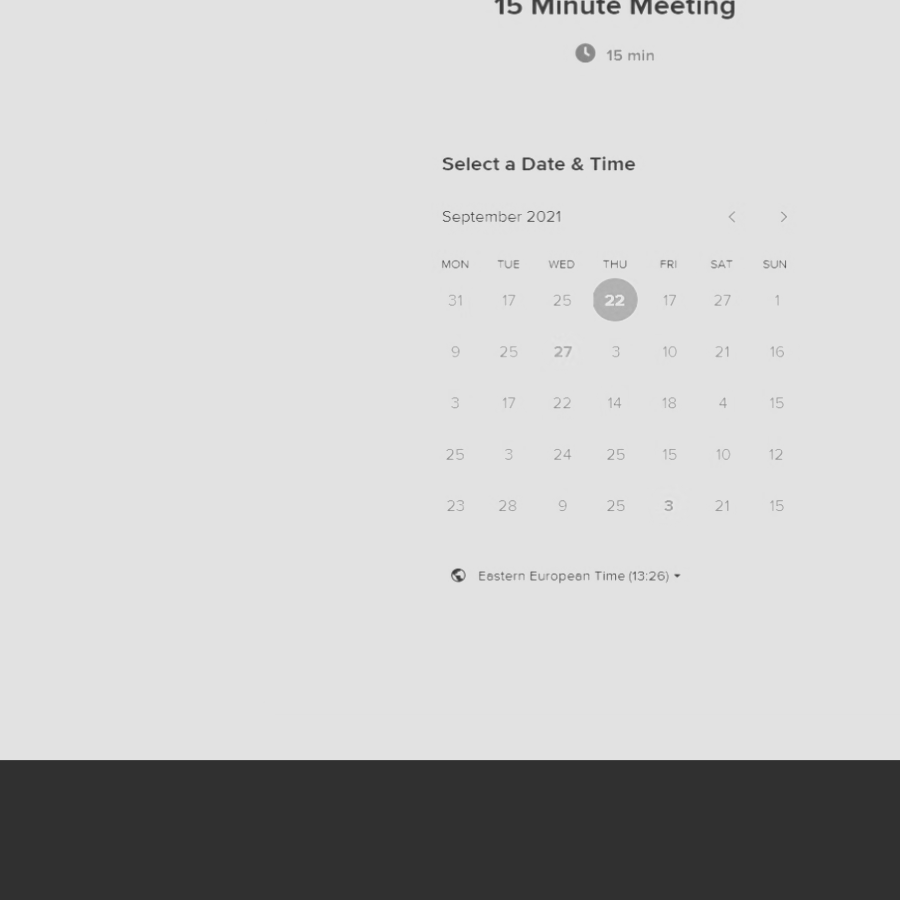 15 Minute Meeting
15 min
Select a Date & Time
September 2021
MON TUE WED THU FRI SAT SUN
31 17 25 22 17 27 1
9 25 27 3 10 21 16
3 17 22 14 18 4 15
25 3 24 25 15 10 12
23 28 9 25 3 21 15
Eastern European Time (13:26)